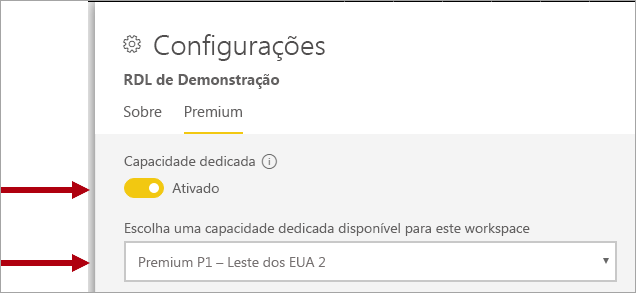 Configurações
RDL de Demonstração
Sobre Premium
Capacidade dedicada
Ativado
Escolha uma capacidade dedicada disponível para este workspace
Premium P1 – Leste dos EUA 2